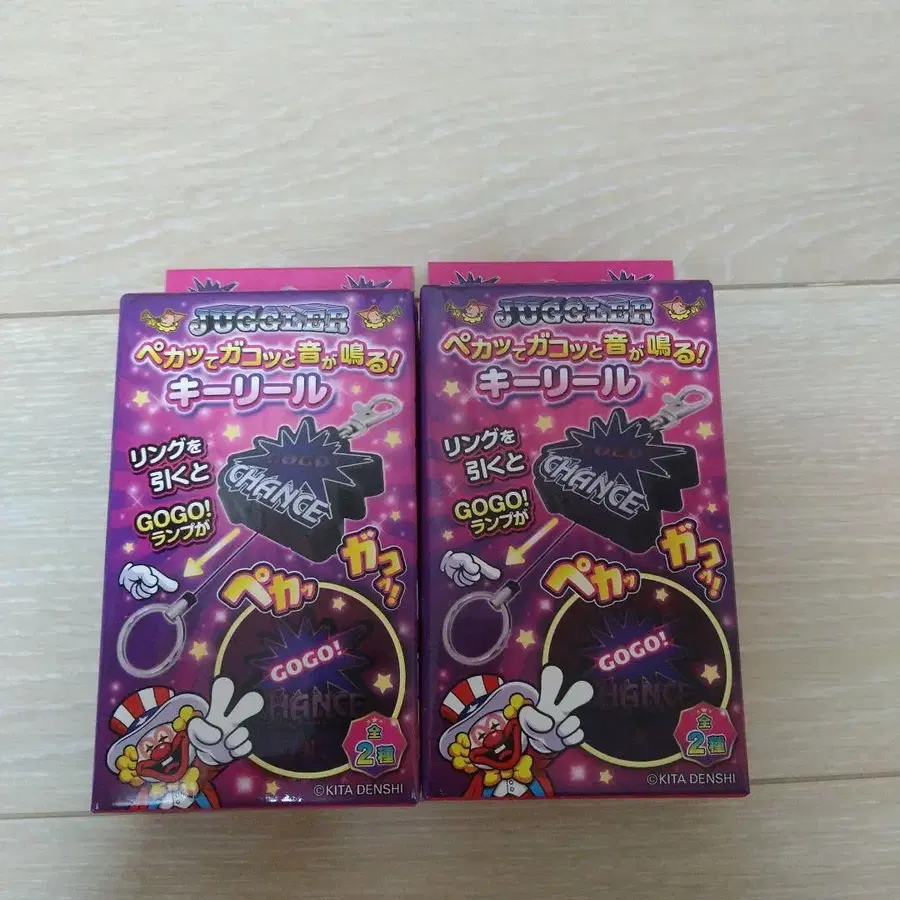 JUGGLER
ペカッてガコッと音が鳴る!
キーリール
リングを
引くと
GOGO!
ランプが
GOGO
CHANCE
ペカッ
ガコッ!
GOGO!
CHANCE
全
2種
©KITA DENSHI
JUGGLER
ペカッてガコッと音が鳴る!
キーリール
リングを
引くと
GOGO!
ランプが
GOGO
CHANCE
ペカッ
ガコッ!
GOGO!
CHANCE
全
2種
©KITA DENSHI